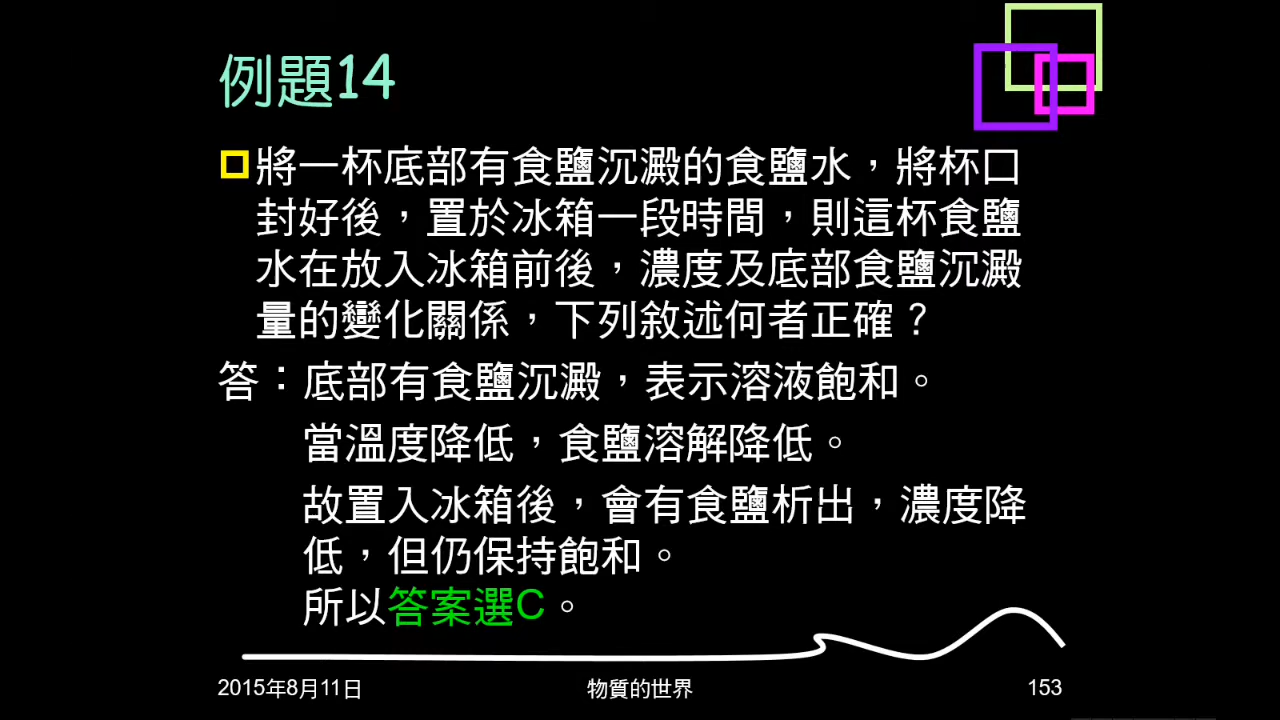 例題14
將一杯底部有食鹽沉澱的食鹽水，將杯口
封好後，置於冰箱一段時間，則這杯食鹽
水在放入冰箱前後，濃度及底部食鹽沉澱
量的變化關係，下列敘述何者正確？
答：底部有食鹽沉澱，表示溶液飽和。
當溫度降低，食鹽溶解降低。
故置入冰箱後，會有食鹽析出，濃度降
低，但仍保持飽和。
所以答案選C。
2015年8月11日 物質的世界 153